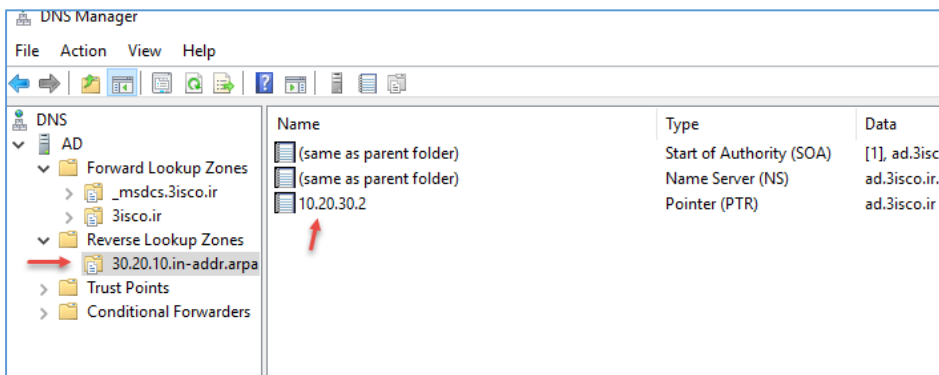 DNS Manager
File Action View Help
DNS
AD
Forward Lookup Zones
_msdcs.3isco.ir
3isco.ir
Reverse Lookup Zones
30.20.10.in-addr.arpa
Trust Points
Conditional Forwarders
Name Type Data
(same as parent folder) Start of Authority (SOA) [1], ad.3isc
(same as parent folder) Name Server (NS) ad.3isco.ir.
10.20.30.2 Pointer (PTR) ad.3isco.ir